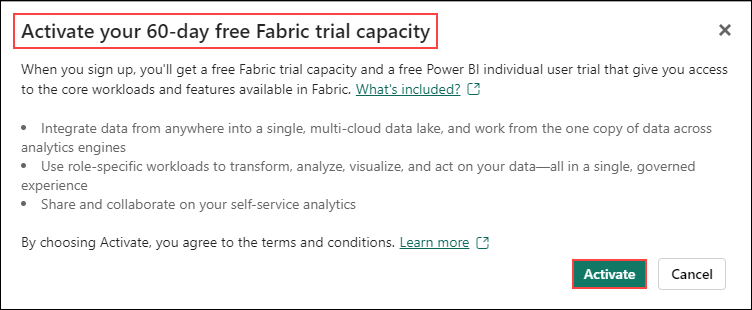 Activate your 60-day free Fabric trial capacity
When you sign up, you'll get a free Fabric trial capacity and a free Power BI individual user trial that give you access
to the core workloads and features available in Fabric. What's included?
• Integrate data from anywhere into a single, multi-cloud data lake, and work from the one copy of data across
analytics engines
• Use role-specific workloads to transform, analyze, visualize, and act on your data—all in a single, governed
experience
• Share and collaborate on your self-service analytics
By choosing Activate, you agree to the terms and conditions. Learn more
Activate Cancel